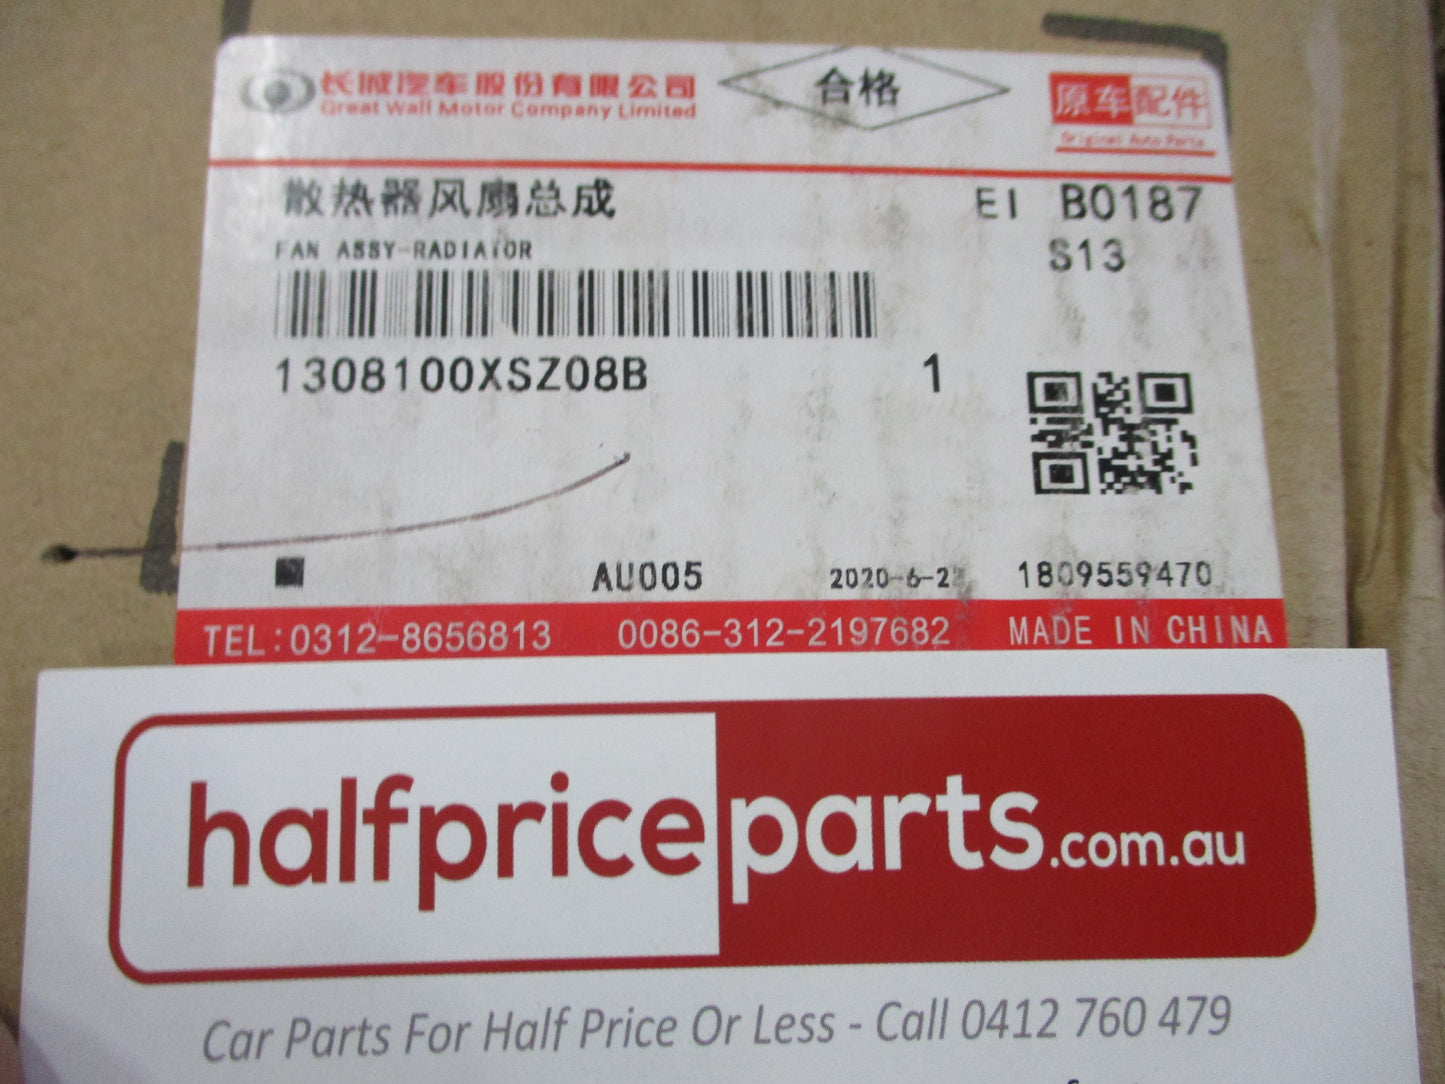 长城汽车股份有限公司
Great Wall Motor Company Limited
合格
原车配件
Original Auto Parts
散热器风扇总成
EI B0187
FAN ASSY-RADIATOR
S13
1308100XSZ08B
1
AU005
1809559470
TEL:0312-8656813 0086-312-2197682 MADE IN CHINA
halfpriceparts.com.au
Car Parts For Half Price Or Less - Call 0412 760 479